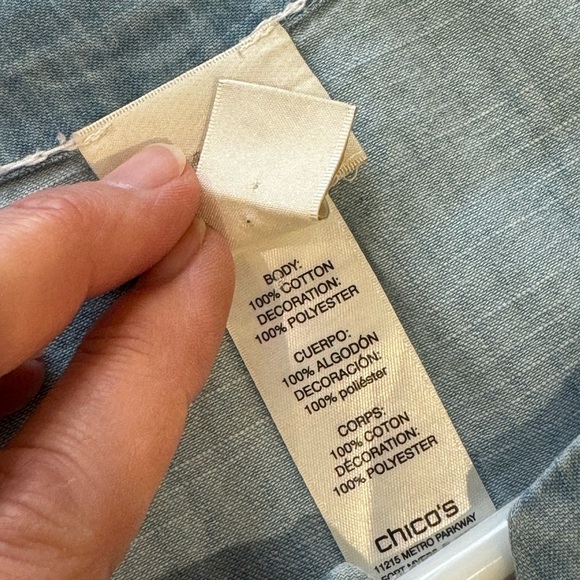 BODY:
100% COTTON
DECORATION:
100% POLYESTER
CUERPO:
100% ALGODÓN
DECORACIÓN:
100% poliéster
CORPS:
100% COTON
DÉCORATION:
100% POLYESTER
chico's
11215 METRO PARKWAY